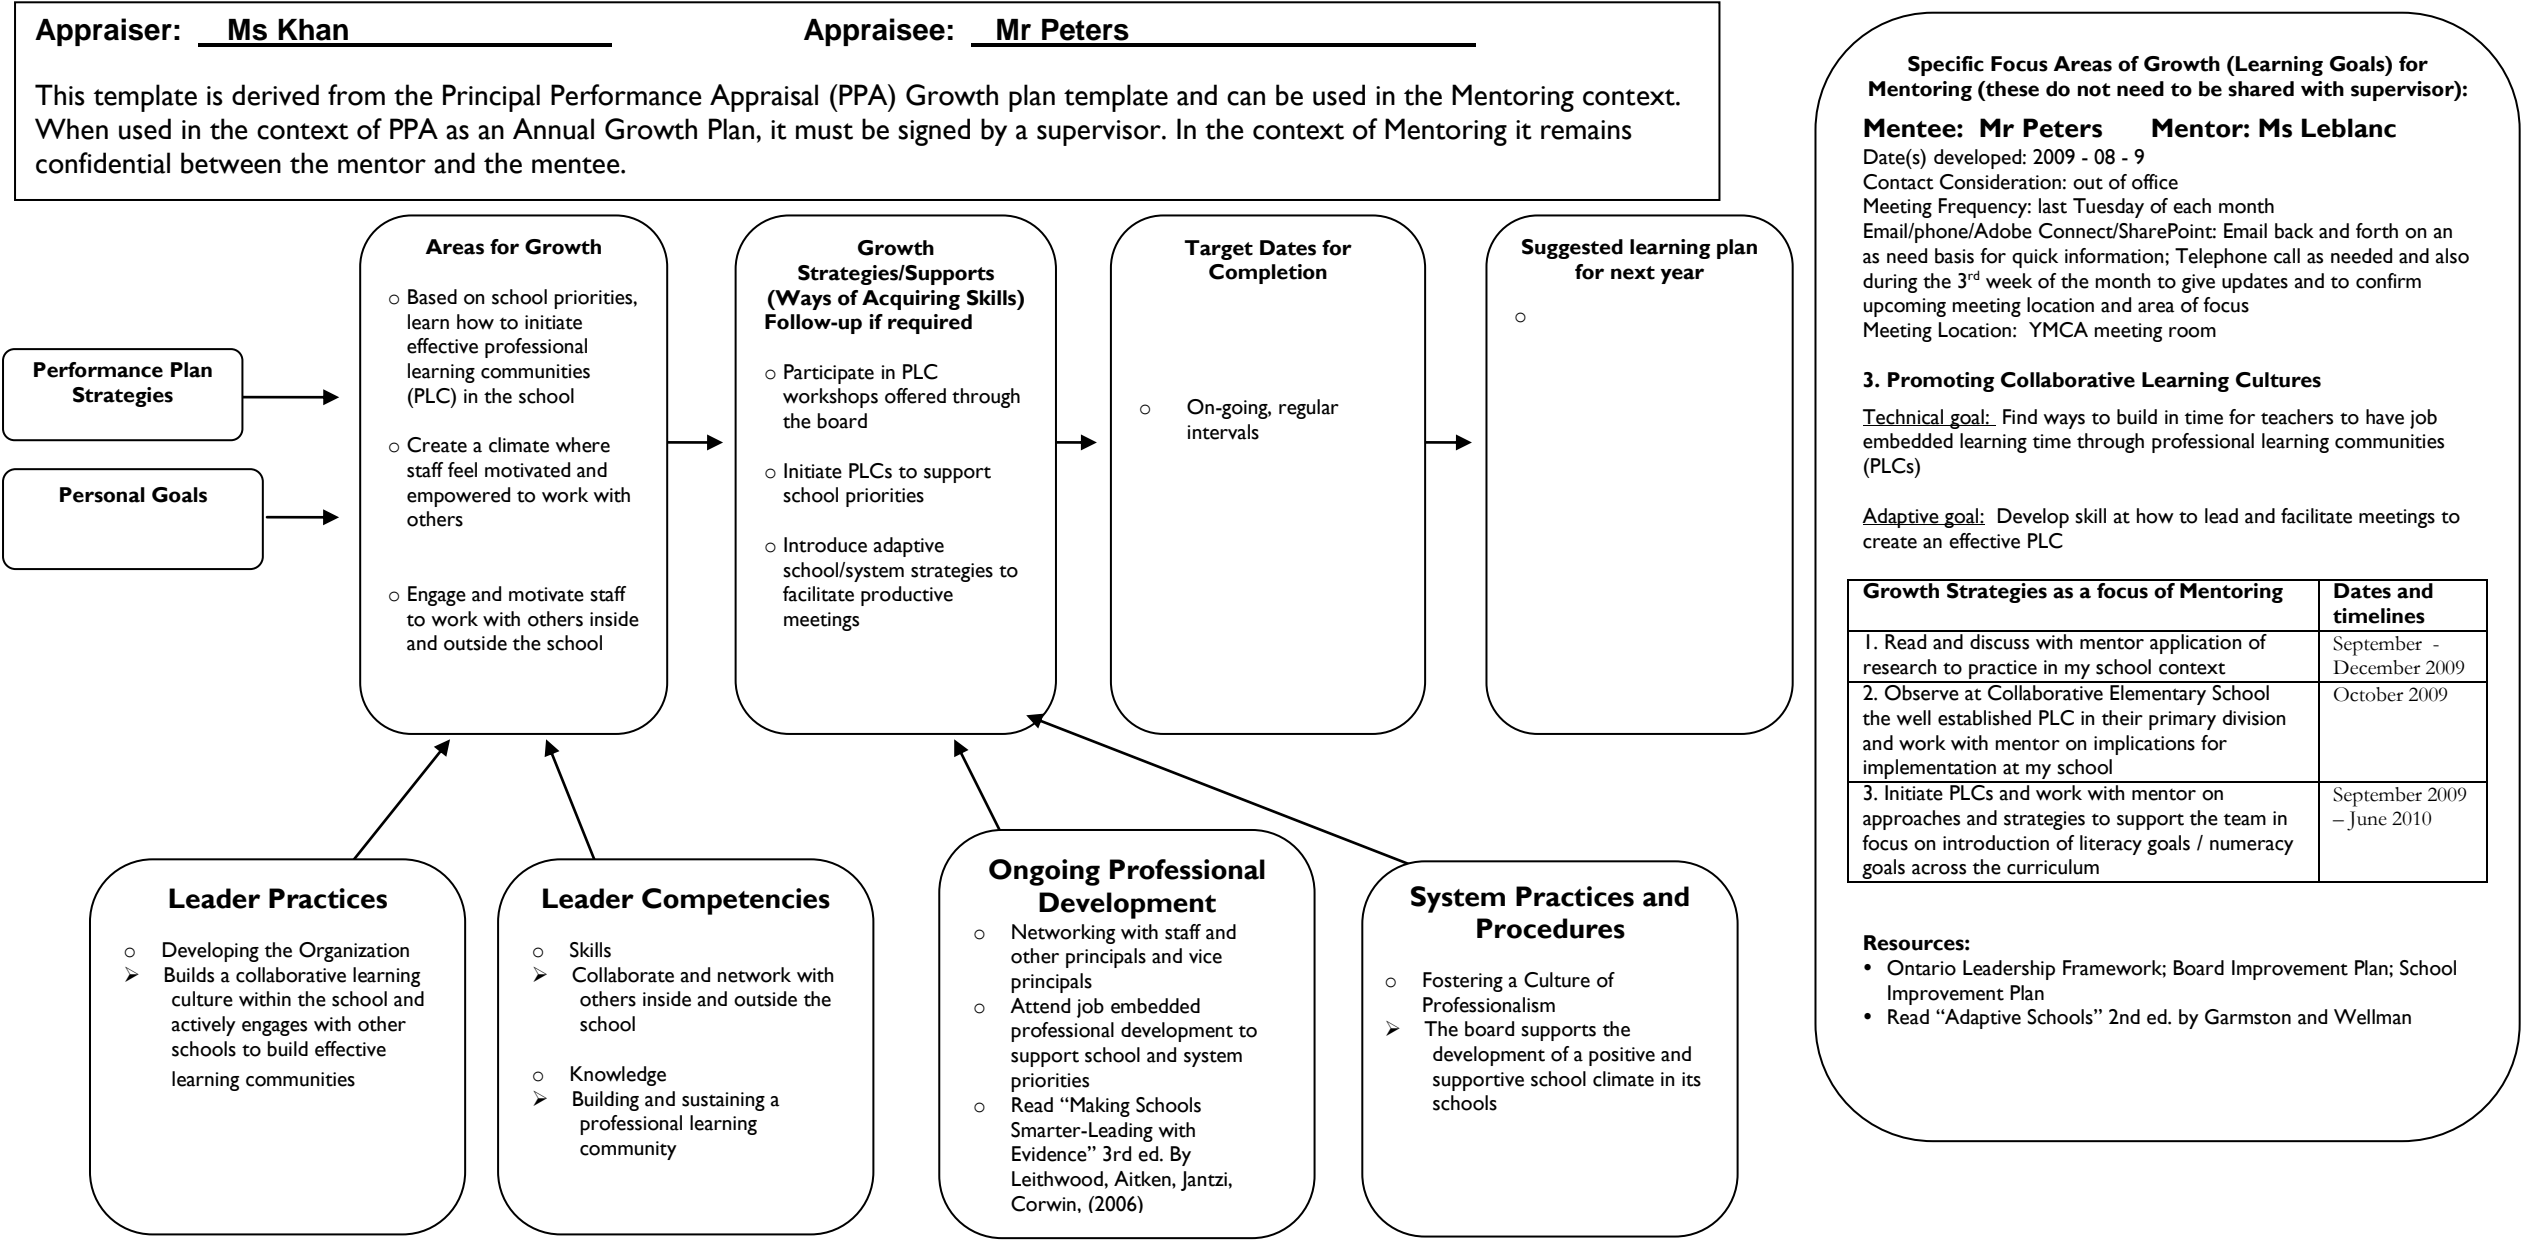 Appraiser: Ms Khan Appraisee: Mr Peters
This template is derived from the Principal Performance Appraisal (PPA) Growth plan template and can be used in the Mentoring context.
When used in the context of PPA as an Annual Growth Plan, it must be signed by a supervisor. In the context of Mentoring it remains
confidential between the mentor and the mentee.
Performance Plan
Strategies
Personal Goals
Areas for Growth
o Based on school priorities,
learn how to initiate
effective professional
learning communities
(PLC) in the school
o Create a climate where
staff feel motivated and
empowered to work with
others
o Engage and motivate staff
to work with others inside
and outside the school
Growth
Strategies/Supports
(Ways of Acquiring Skills)
Follow-up if required
o Participate in PLC
workshops offered through
the board
o Initiate PLCs to support
school priorities
o Introduce adaptive
school/system strategies to
facilitate productive
meetings
Target Dates for
Completion
o On-going, regular
intervals
Suggested learning plan
for next year
o
Leader Practices
o Developing the Organization
➢ Builds a collaborative learning
culture within the school and
actively engages with other
schools to build effective
learning communities
Leader Competencies
o Skills
➢ Collaborate and network with
others inside and outside the
school
o Knowledge
➢ Building and sustaining a
professional learning
community
Ongoing Professional
Development
o Networking with staff and
other principals and vice
principals
o Attend job embedded
professional development to
support school and system
priorities
o Read “Making Schools
Smarter-Leading with
Evidence” 3rd ed. By
Leithwood, Aitken, Jantzi,
Corwin, (2006)
System Practices and
Procedures
o Fostering a Culture of
Professionalism
➢ The board supports the
development of a positive and
supportive school climate in its
schools
Specific Focus Areas of Growth (Learning Goals) for
Mentoring (these do not need to be shared with supervisor):
Mentee: Mr Peters Mentor: Ms Leblanc
Date(s) developed: 2009 - 08 - 9
Contact Consideration: out of office
Meeting Frequency: last Tuesday of each month
Email/phone/Adobe Connect/SharePoint: Email back and forth on an
as need basis for quick information; Telephone call as needed and also
during the 3rd week of the month to give updates and to confirm
upcoming meeting location and area of focus
Meeting Location: YMCA meeting room
3. Promoting Collaborative Learning Cultures
Technical goal: Find ways to build in time for teachers to have job
embedded learning time through professional learning communities
(PLCs)
Adaptive goal: Develop skill at how to lead and facilitate meetings to
create an effective PLC
Growth Strategies as a focus of Mentoring
Dates and
timelines
1. Read and discuss with mentor application of
research to practice in my school context
September -
December 2009
2. Observe at Collaborative Elementary School
the well established PLC in their primary division
and work with mentor on implications for
implementation at my school
October 2009
3. Initiate PLCs and work with mentor on
approaches and strategies to support the team in
focus on introduction of literacy goals / numeracy
goals across the curriculum
September 2009
– June 2010
Resources:
• Ontario Leadership Framework; Board Improvement Plan; School
Improvement Plan
• Read “Adaptive Schools” 2nd ed. by Garmston and Wellman